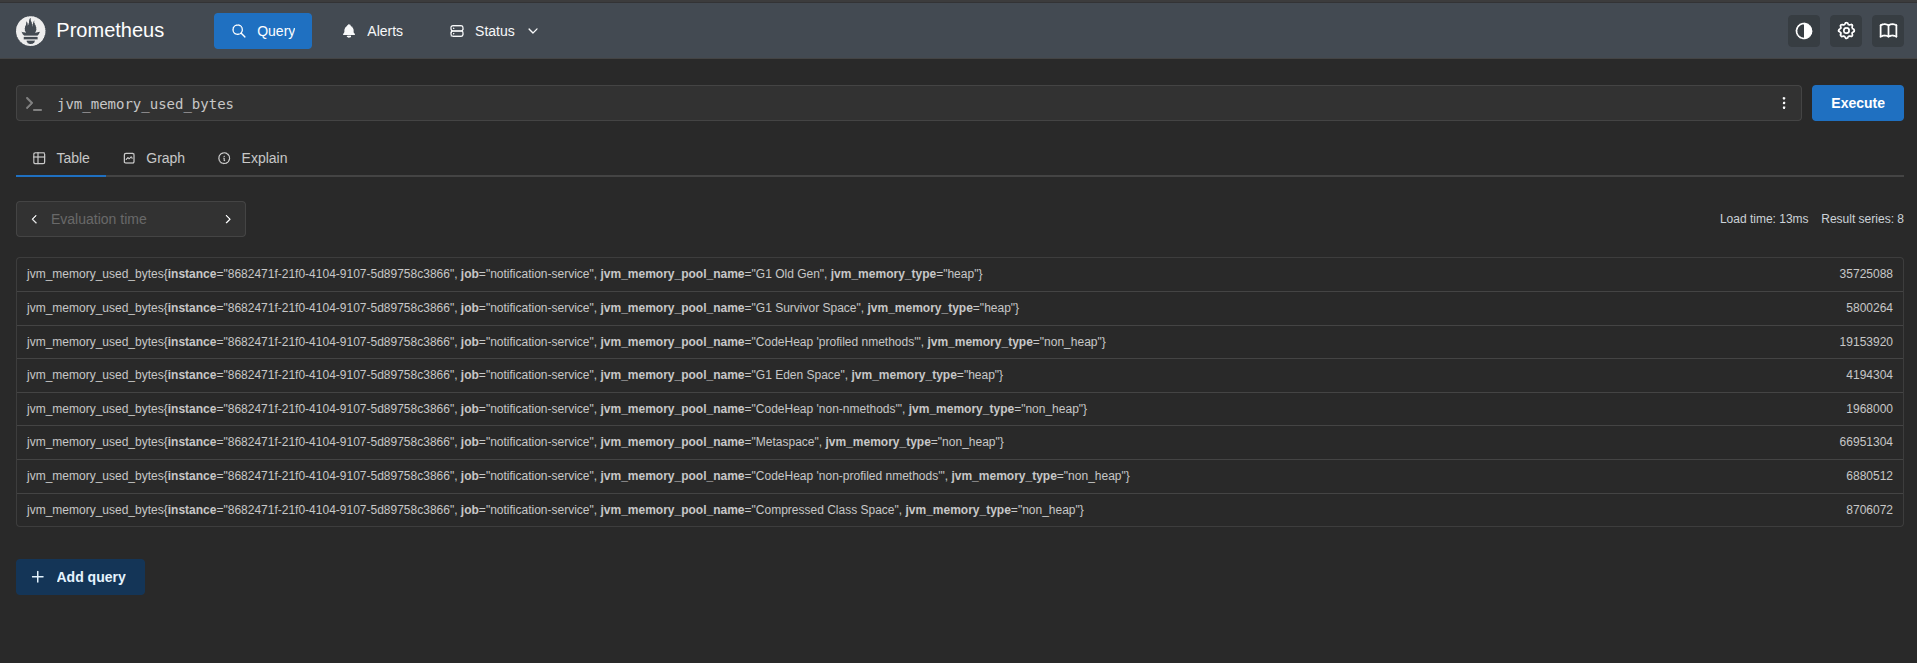 Prometheus Query Alerts Status
jvm_memory_used_bytes Execute
Table Graph Explain
Evaluation time Load time: 13ms Result series: 8
jvm_memory_used_bytes{instance="8682471f-21f0-4104-9107-5d89758c3866", job="notification-service", jvm_memory_pool_name="G1 Old Gen", jvm_memory_type="heap"} 35725088
jvm_memory_used_bytes{instance="8682471f-21f0-4104-9107-5d89758c3866", job="notification-service", jvm_memory_pool_name="G1 Survivor Space", jvm_memory_type="heap"} 5800264
jvm_memory_used_bytes{instance="8682471f-21f0-4104-9107-5d89758c3866", job="notification-service", jvm_memory_pool_name="CodeHeap 'profiled nmethods'", jvm_memory_type="non_heap"} 19153920
jvm_memory_used_bytes{instance="8682471f-21f0-4104-9107-5d89758c3866", job="notification-service", jvm_memory_pool_name="G1 Eden Space", jvm_memory_type="heap"} 4194304
jvm_memory_used_bytes{instance="8682471f-21f0-4104-9107-5d89758c3866", job="notification-service", jvm_memory_pool_name="CodeHeap 'non-nmethods'", jvm_memory_type="non_heap"} 1968000
jvm_memory_used_bytes{instance="8682471f-21f0-4104-9107-5d89758c3866", job="notification-service", jvm_memory_pool_name="Metaspace", jvm_memory_type="non_heap"} 66951304
jvm_memory_used_bytes{instance="8682471f-21f0-4104-9107-5d89758c3866", job="notification-service", jvm_memory_pool_name="CodeHeap 'non-profiled nmethods'", jvm_memory_type="non_heap"} 6880512
jvm_memory_used_bytes{instance="8682471f-21f0-4104-9107-5d89758c3866", job="notification-service", jvm_memory_pool_name="Compressed Class Space", jvm_memory_type="non_heap"} 8706072
Add query